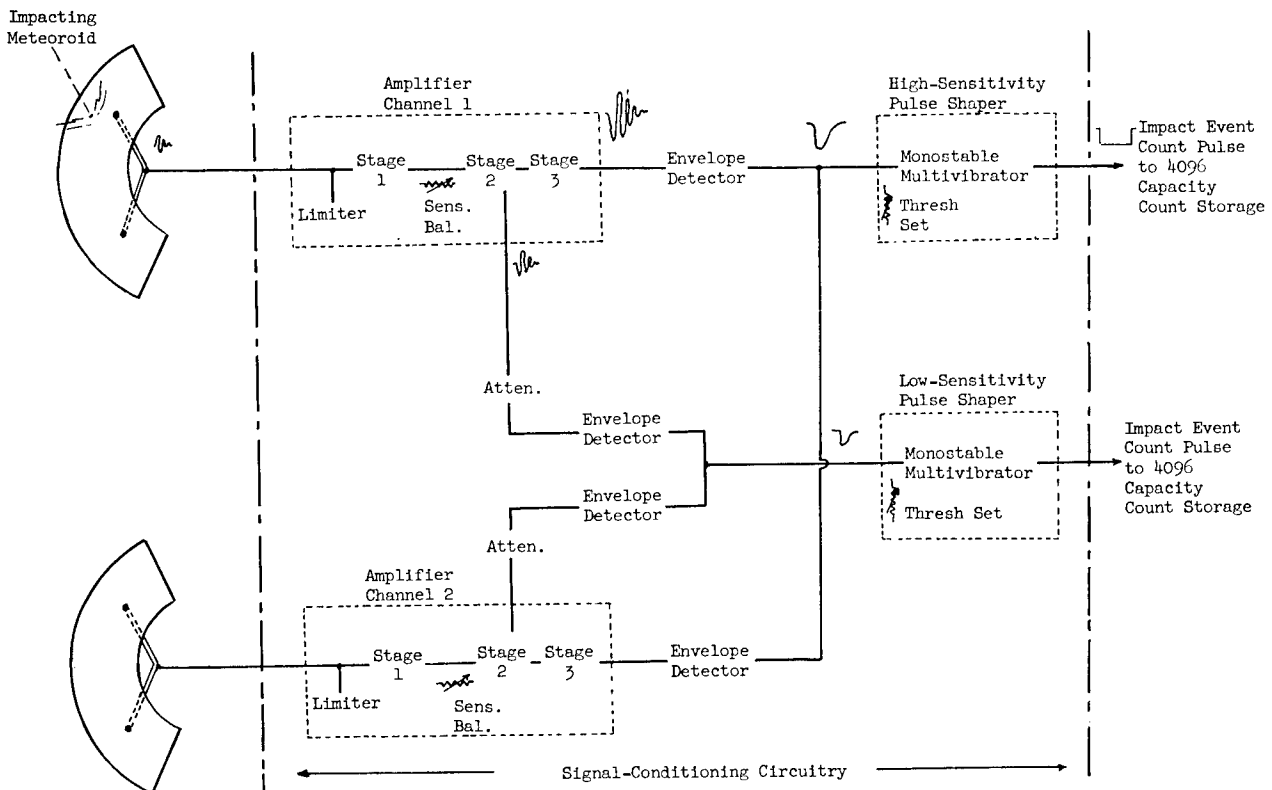 Impacting
Meteoroid
Amplifier
Channel 1
Limiter
Stage
1
Sens.
Bal.
Stage
2
Stage
3
Envelope
Detector
High-Sensitivity
Pulse Shaper
Monostable
Multivibrator
Thresh
Set
Impact Event
Count Pulse
to 4096
Capacity
Count Storage
Atten.
Envelope
Detector
Low-Sensitivity
Pulse Shaper
Monostable
Multivibrator
Thresh Set
Impact Event
Count Pulse
to 4096
Capacity
Count Storage
Envelope
Detector
Atten.
Amplifier
Channel 2
Limiter
Stage
1
Sens.
Bal.
Stage
2
Stage
3
Envelope
Detector
Signal-Conditioning Circuitry